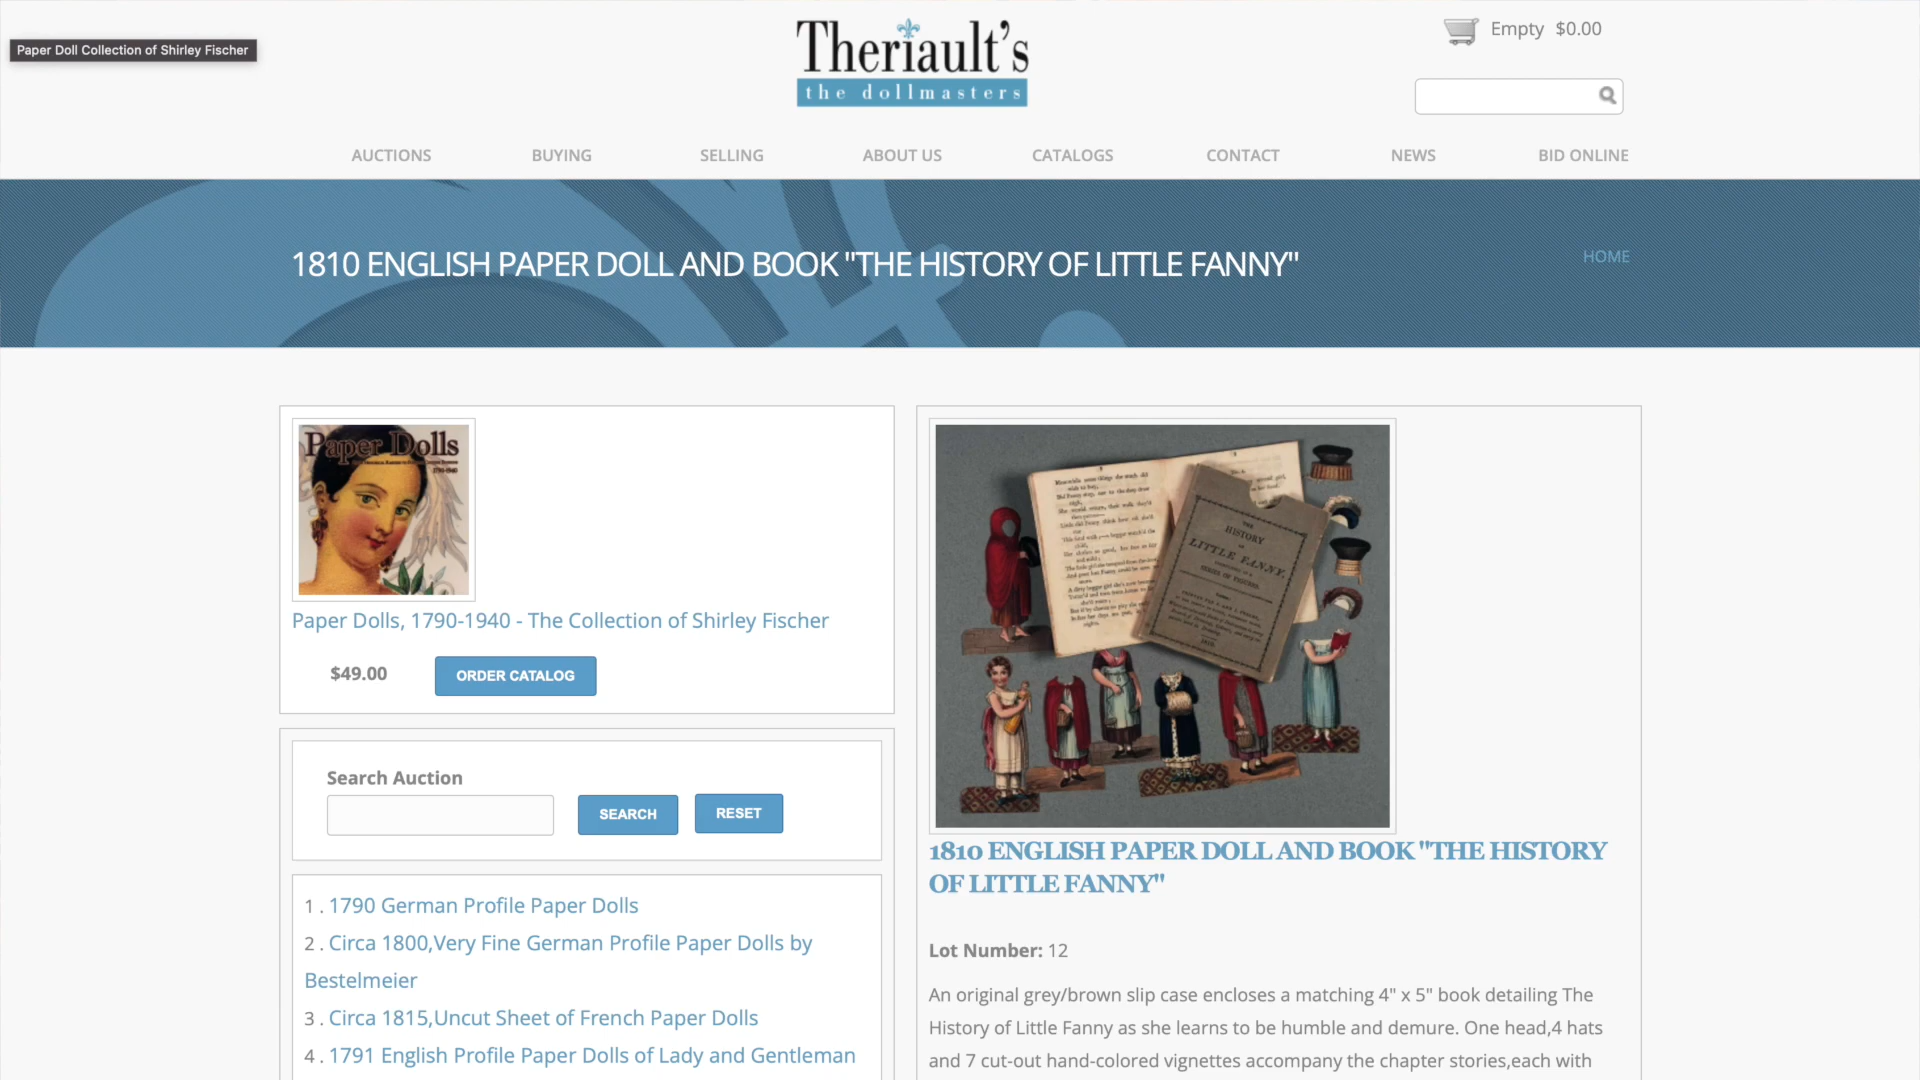 Paper Doll Collection of Shirley Fischer
Theriault's
the dollmasters
Empty $0.00
AUCTIONS BUYING SELLING ABOUT US CATALOGS CONTACT NEWS BID ONLINE
1810 ENGLISH PAPER DOLL AND BOOK "THE HISTORY OF LITTLE FANNY"
HOME
Paper Dolls
1790-1940
Paper Dolls, 1790-1940 - The Collection of Shirley Fischer
$49.00
ORDER CATALOG
Search Auction
SEARCH
RESET
1 . 1790 German Profile Paper Dolls
2 . Circa 1800,Very Fine German Profile Paper Dolls by
Bestelmeier
3 . Circa 1815,Uncut Sheet of French Paper Dolls
4 . 1791 English Profile Paper Dolls of Lady and Gentleman
THE
HISTORY
OF
LITTLE FANNY,
SERIES OF FIGURES.
1810 ENGLISH PAPER DOLL AND BOOK "THE HISTORY
OF LITTLE FANNY"
Lot Number: 12
An original grey/brown slip case encloses a matching 4" x 5" book detailing The
History of Little Fanny as she learns to be humble and demure. One head,4 hats
and 7 cut-out hand-colored vignettes accompany the chapter stories,each with